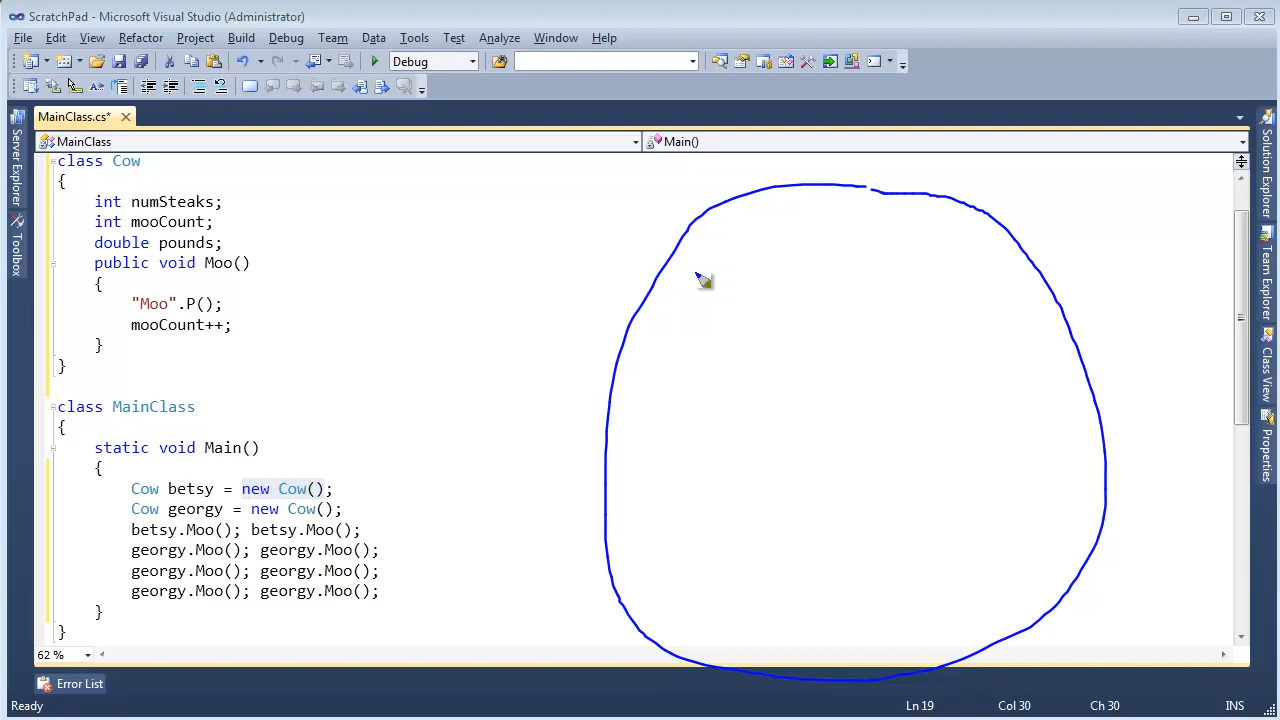 ScratchPad - Microsoft Visual Studio (Administrator)
File Edit View Refactor Project Build Debug Team Data Tools Test Analyze Window Help
Debug
MainClass.cs*
MainClass Main()
class Cow
{
int numSteaks;
int mooCount;
double pounds;
public void Moo()
{
"Moo".P();
mooCount++;
}
}
class MainClass
{
static void Main()
{
Cow betsy = new Cow();
Cow georgy = new Cow();
betsy.Moo(); betsy.Moo();
georgy.Moo(); georgy.Moo();
georgy.Moo(); georgy.Moo();
georgy.Moo(); georgy.Moo();
}
}
62 %
Error List
Ready Ln 19 Col 30 Ch 30 INS
Server Explorer
Toolbox
Solution Explorer
Team Explorer
Class View
Properties